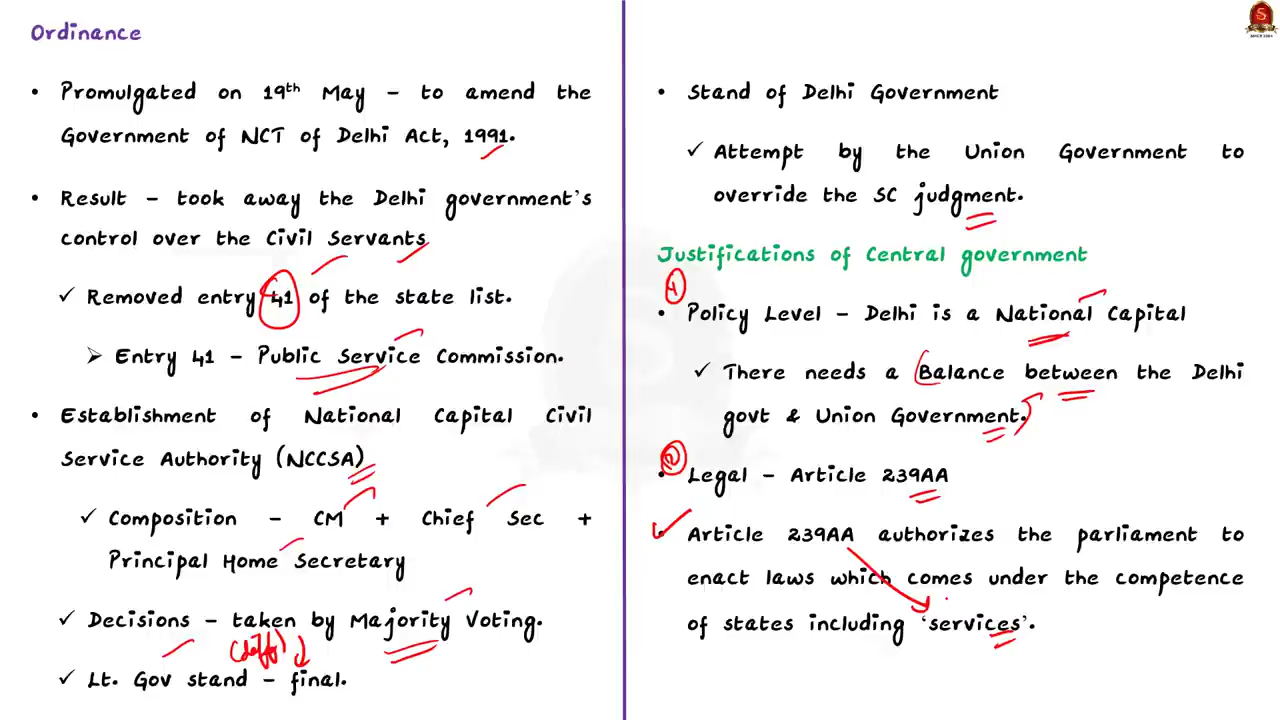 Ordinance
• Promulgated on 19th May - to amend the
Government of NCT of Delhi Act, 1991.
• Result - took away the Delhi government's
control over the Civil Servants
✓ Removed entry 41 of the state list.
➢ Entry 41 - Public Service Commission.
• Establishment of National Capital Civil
Service Authority (NCCSA)
✓ Composition - CM + Chief Sec +
Principal Home Secretary
✓ Decisions - taken by Majority Voting.
(diff)
✓ Lt. Gov stand - final.
• Stand of Delhi Government
✓ Attempt by the Union Government to
override the SC judgment.
Justifications of Central government
1
• Policy Level - Delhi is a National Capital
✓ There needs a Balance between the Delhi
govt & Union Government.
2
• Legal - Article 239AA
• Article 239AA authorizes the parliament to
enact laws which comes under the competence
of states including 'services'.
S
SINCE 2004